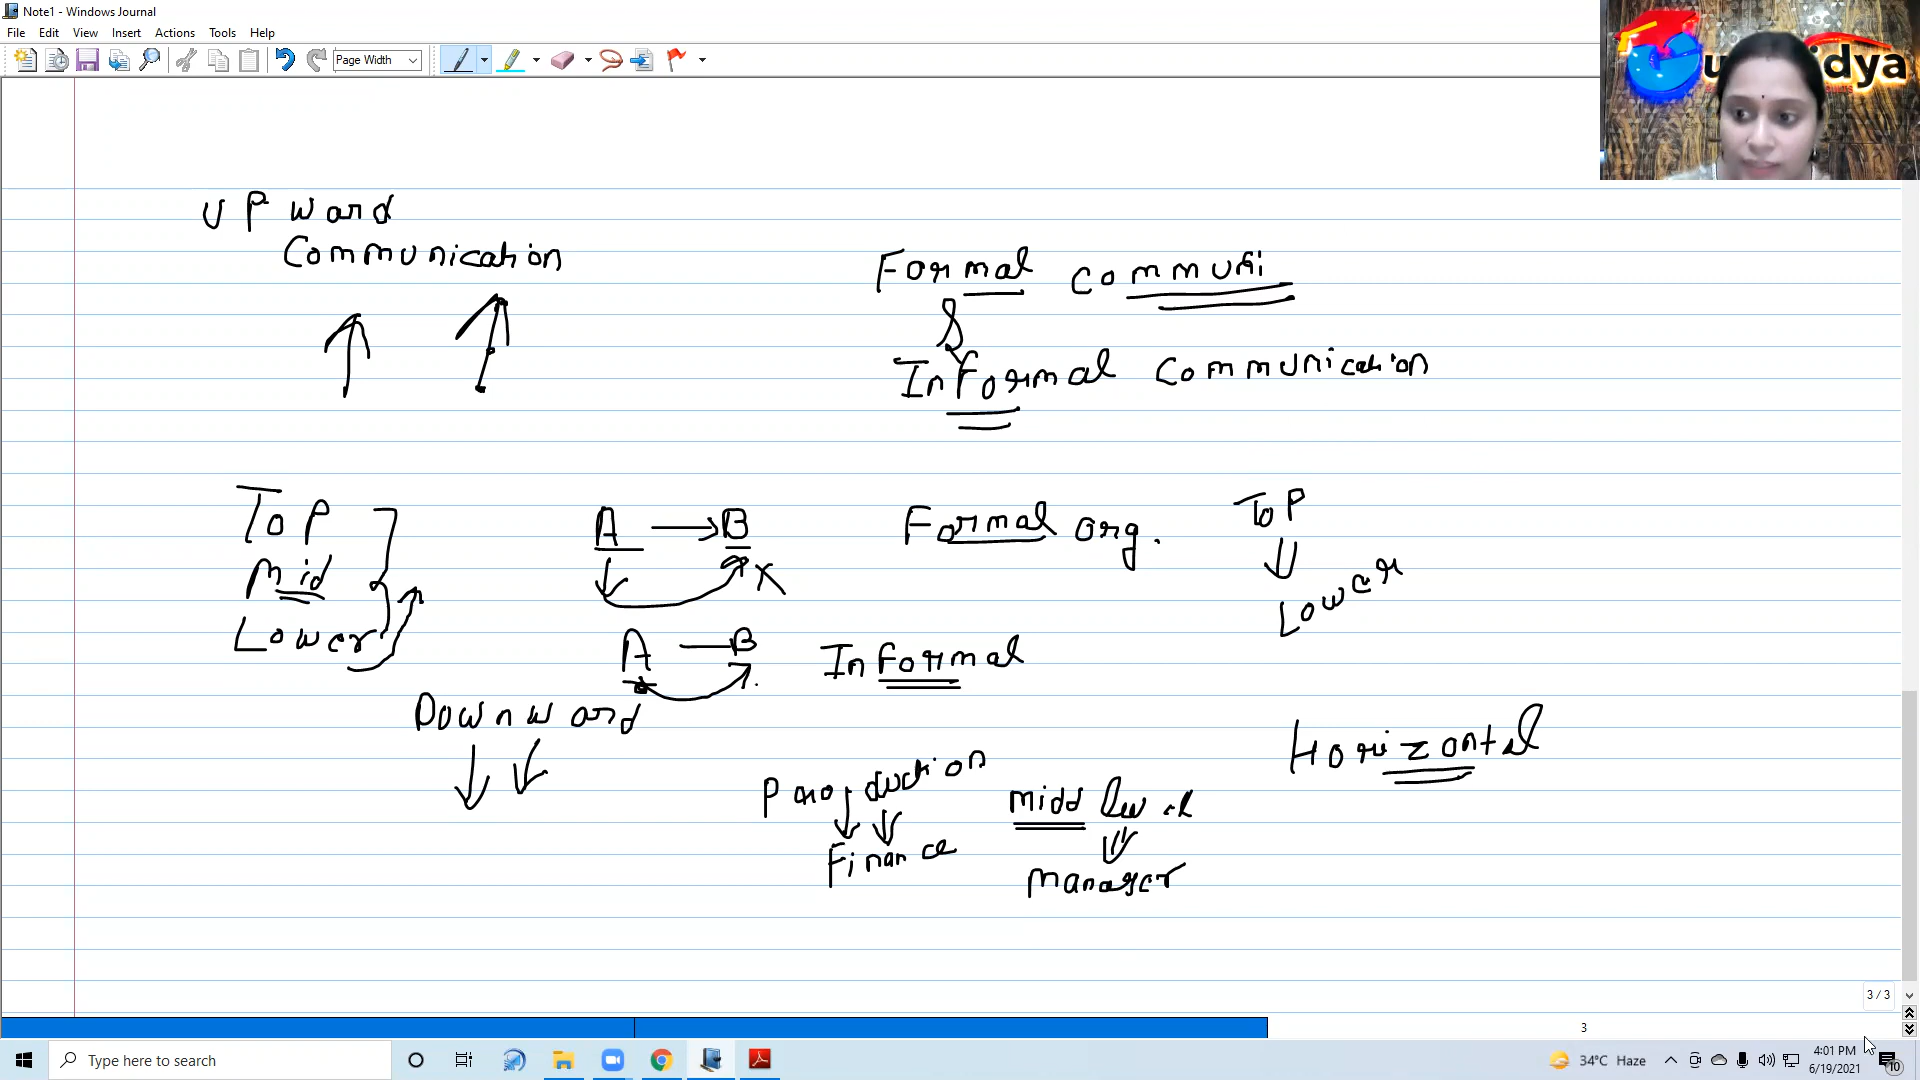 Note1 - Windows Journal
File Edit View Insert Actions Tools Help
Page Width
UPward
Communication
Formal Communi
&
Informal Communication
Top
Mid
Lower
A B
X
Formal org.
Top
Lower
A B
Informal
Downward
Horizontal
Production
Finance
Midd level
Manager
3 / 3
3
Type here to search
34°C Haze
4:01 PM
6/19/2021
10